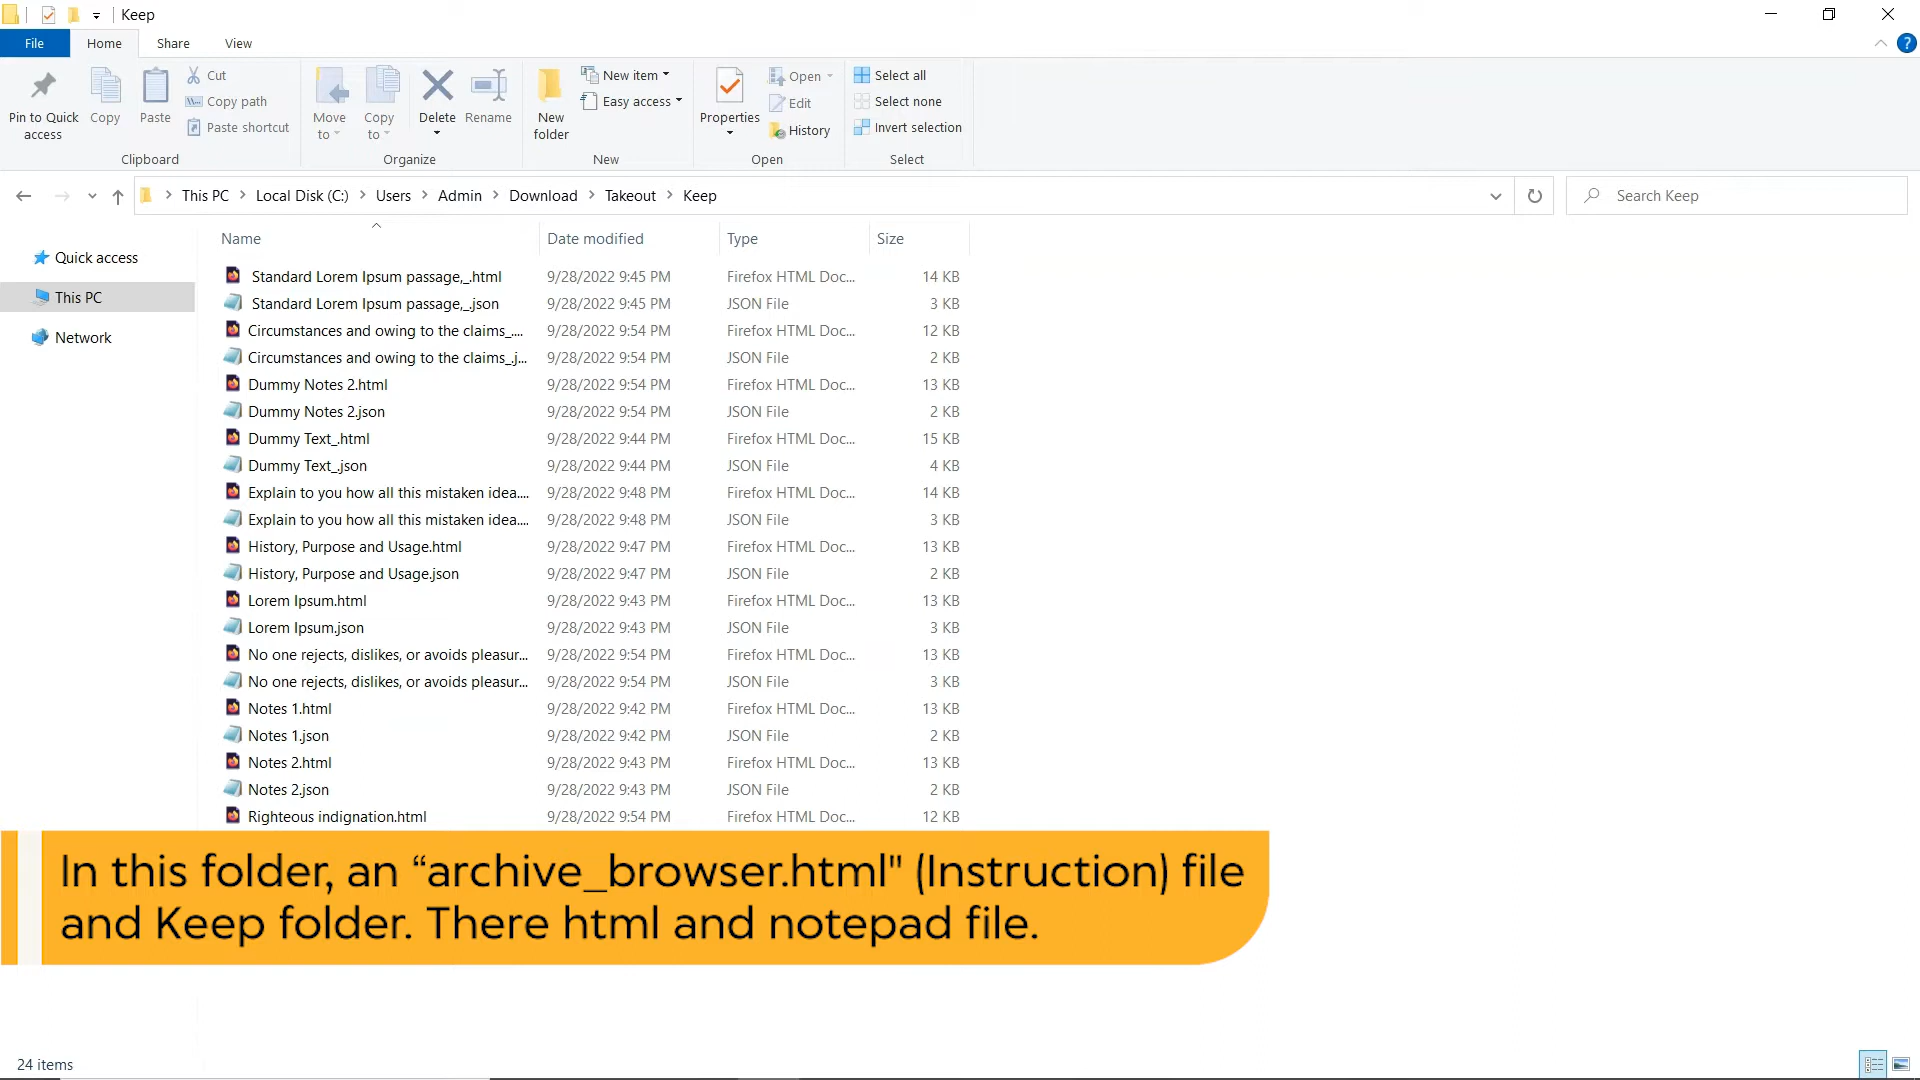 Keep
File Home Share View
Pin to Quick access
Copy
Paste
Cut
Copy path
Paste shortcut
Clipboard
Move to
Copy to
Delete
Rename
Organize
New folder
New item
Easy access
New
Properties
Open
Edit
History
Open
Select all
Select none
Invert selection
Select
This PC Local Disk (C:) Users Admin Download Takeout Keep
Search Keep
Quick access
This PC
Network
Name Date modified Type Size
Standard Lorem Ipsum passage,_.html 9/28/2022 9:45 PM Firefox HTML Doc... 14 KB
Standard Lorem Ipsum passage,_.json 9/28/2022 9:45 PM JSON File 3 KB
Circumstances and owing to the claims_.... 9/28/2022 9:54 PM Firefox HTML Doc... 12 KB
Circumstances and owing to the claims_.j... 9/28/2022 9:54 PM JSON File 2 KB
Dummy Notes 2.html 9/28/2022 9:54 PM Firefox HTML Doc... 13 KB
Dummy Notes 2.json 9/28/2022 9:54 PM JSON File 2 KB
Dummy Text_.html 9/28/2022 9:44 PM Firefox HTML Doc... 15 KB
Dummy Text_.json 9/28/2022 9:44 PM JSON File 4 KB
Explain to you how all this mistaken idea.... 9/28/2022 9:48 PM Firefox HTML Doc... 14 KB
Explain to you how all this mistaken idea.... 9/28/2022 9:48 PM JSON File 3 KB
History, Purpose and Usage.html 9/28/2022 9:47 PM Firefox HTML Doc... 13 KB
History, Purpose and Usage.json 9/28/2022 9:47 PM JSON File 2 KB
Lorem Ipsum.html 9/28/2022 9:43 PM Firefox HTML Doc... 13 KB
Lorem Ipsum.json 9/28/2022 9:43 PM JSON File 3 KB
No one rejects, dislikes, or avoids pleasur... 9/28/2022 9:54 PM Firefox HTML Doc... 13 KB
No one rejects, dislikes, or avoids pleasur... 9/28/2022 9:54 PM JSON File 3 KB
Notes 1.html 9/28/2022 9:42 PM Firefox HTML Doc... 13 KB
Notes 1.json 9/28/2022 9:42 PM JSON File 2 KB
Notes 2.html 9/28/2022 9:43 PM Firefox HTML Doc... 13 KB
Notes 2.json 9/28/2022 9:43 PM JSON File 2 KB
Righteous indignation.html 9/28/2022 9:54 PM Firefox HTML Doc... 12 KB
In this folder, an “archive_browser.html" (Instruction) file
and Keep folder. There html and notepad file.
24 items